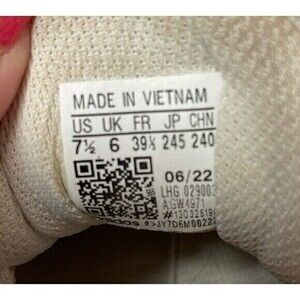 MADE IN VIETNAM
US UK FR JP CHN
7½ 6 39⅓ 245 240
06/22
LHG 029003
AGW4971